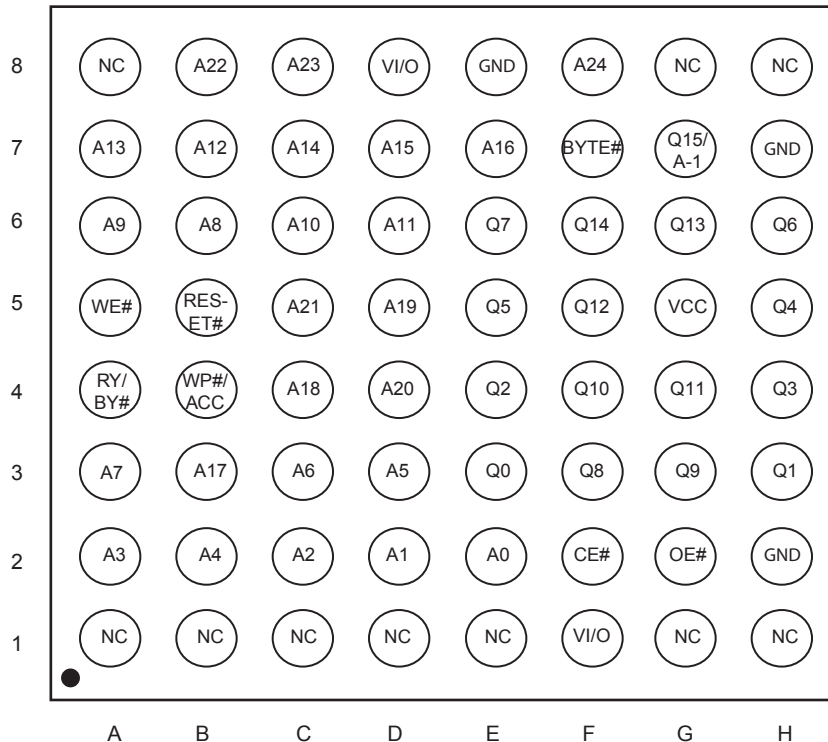 8 NC A22 A23 VI/O GND A24 NC NC
7 A13 A12 A14 A15 A16 BYTE# Q15/
A-1 GND
6 A9 A8 A10 A11 Q7 Q14 Q13 Q6
5 WE# RES-
ET# A21 A19 Q5 Q12 VCC Q4
4 RY/
BY# WP#/
ACC A18 A20 Q2 Q10 Q11 Q3
3 A7 A17 A6 A5 Q0 Q8 Q9 Q1
2 A3 A4 A2 A1 A0 CE# OE# GND
1 NC NC NC NC NC VI/O NC NC
A B C D E F G H